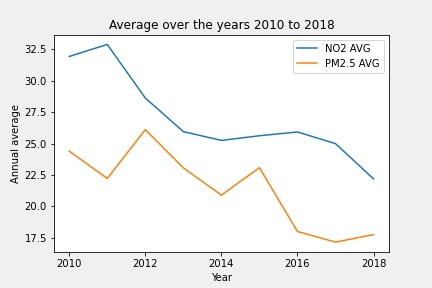 Average over the years 2010 to 2018
NO2 AVG
PM2.5 AVG
Annual average
32.5
30.0
27.5
25.0
22.5
20.0
17.5
2010
2012
2014
2016
2018
Year